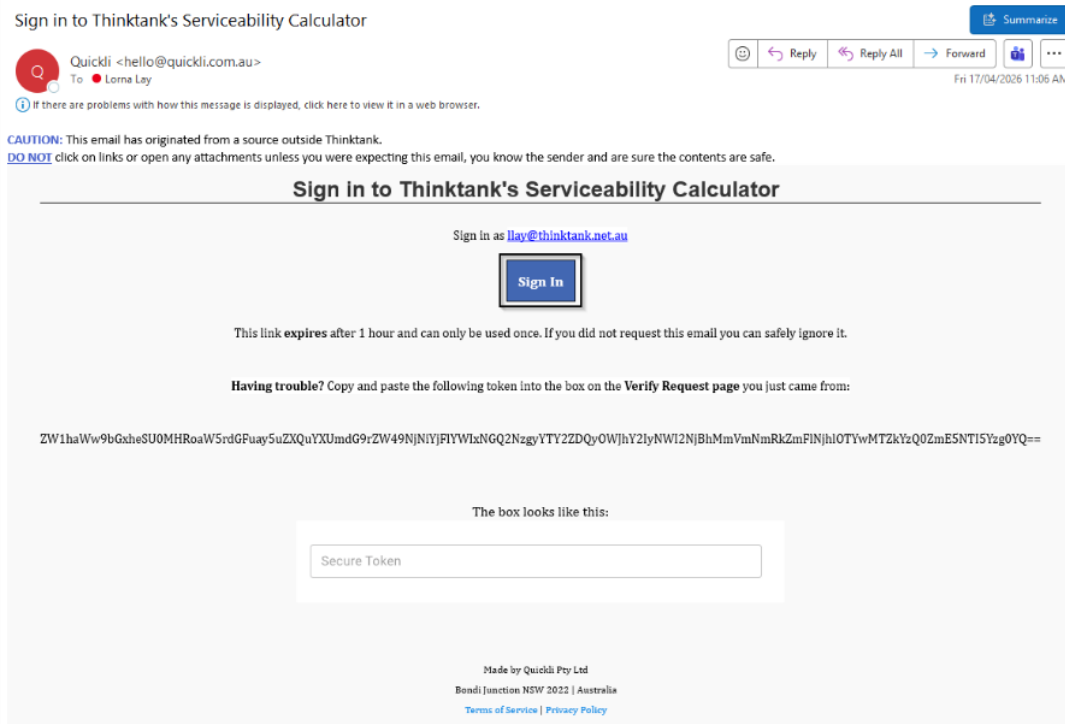 Sign in to Thinktank's Serviceability Calculator
Summarize
Q
Quickli <hello@quickli.com.au>
To Lorna Lay
Reply
Reply All
Forward
Fri 17/04/2026 11:06 AM
If there are problems with how this message is displayed, click here to view it in a web browser.
CAUTION: This email has originated from a source outside Thinktank.
DO NOT click on links or open any attachments unless you were expecting this email, you know the sender and are sure the contents are safe.
Sign in to Thinktank's Serviceability Calculator
Sign in as llay@thinktank.net.au
Sign In
This link expires after 1 hour and can only be used once. If you did not request this email you can safely ignore it.
Having trouble? Copy and paste the following token into the box on the Verify Request page you just came from:
ZW1haWw9bGxheSU0MHRoaW5rdGFuay5uZXQuYXUmdG9rZW49NjNiYjFlYWIxNGQ2NzgyYTY2ZDQyOWJhY2IyNWI2NjBhMmVmNmRkZmFlNjhlOTYwMTZkYzQ0ZmE5NTI5Yzg0YQ==
The box looks like this:
Secure Token
Made by Quickli Pty Ltd
Bondi Junction NSW 2022 | Australia
Terms of Service | Privacy Policy